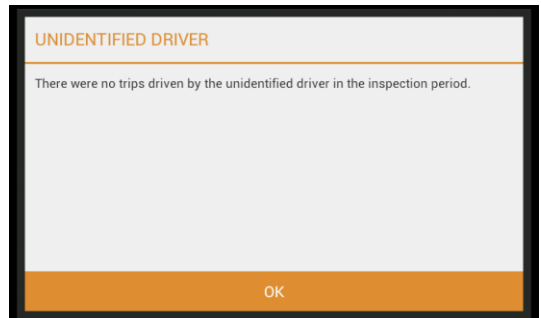 UNIDENTIFIED DRIVER
There were no trips driven by the unidentified driver in the inspection period.
OK